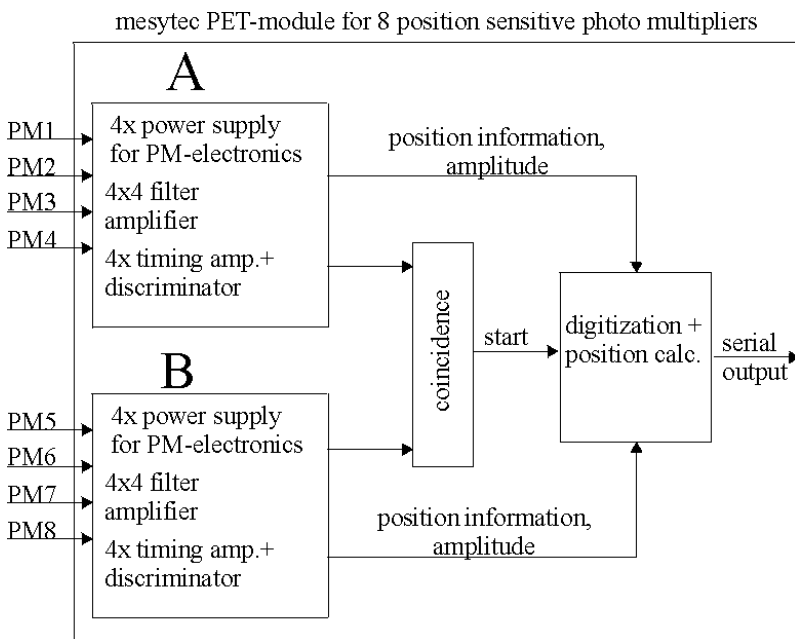 mesytec PET-module for 8 position sensitive photo multipliers
A
PM1
PM2
PM3
PM4
4x power supply
for PM-electronics
4x4 filter
amplifier
4x timing amp.+
discriminator
position information,
amplitude
coincidence
start
digitization +
position calc.
serial
output
B
PM5
PM6
PM7
PM8
4x power supply
for PM-electronics
4x4 filter
amplifier
4x timing amp.+
discriminator
position information,
amplitude